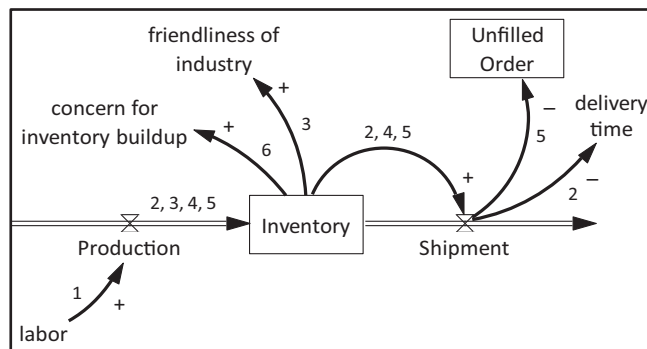 friendliness of
industry
Unfilled
Order
concern for
inventory buildup
delivery
time
+
+
3
6
2, 4, 5
+
−
5
2
−
2, 3, 4, 5
Inventory
Production
Shipment
1
+
labor